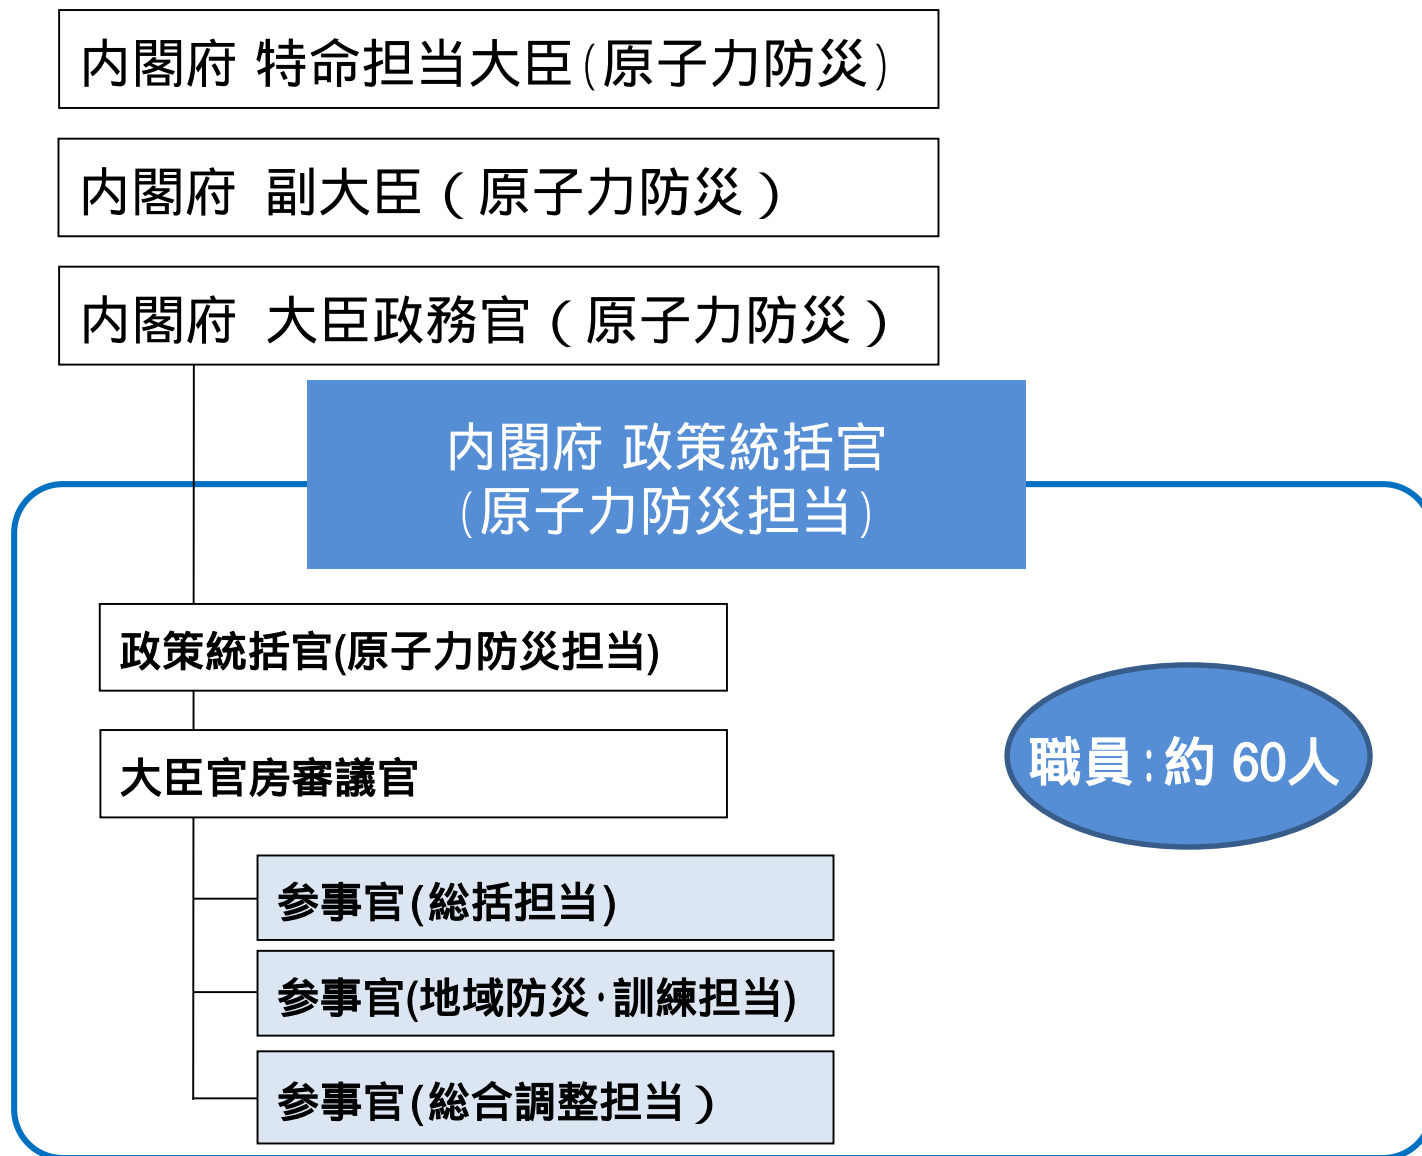 内閣府 特命担当大臣(原子力防災)
内閣府 副大臣(原子力防災)
内閣府 大臣政務官(原子力防災)
内閣府 政策統括官
(原子力防災担当)
政策統括官(原子力防災担当)
大臣官房審議官
職員:約 60人
参事官(総括担当)
参事官(地域防災・訓練担当)
参事官(総合調整担当)